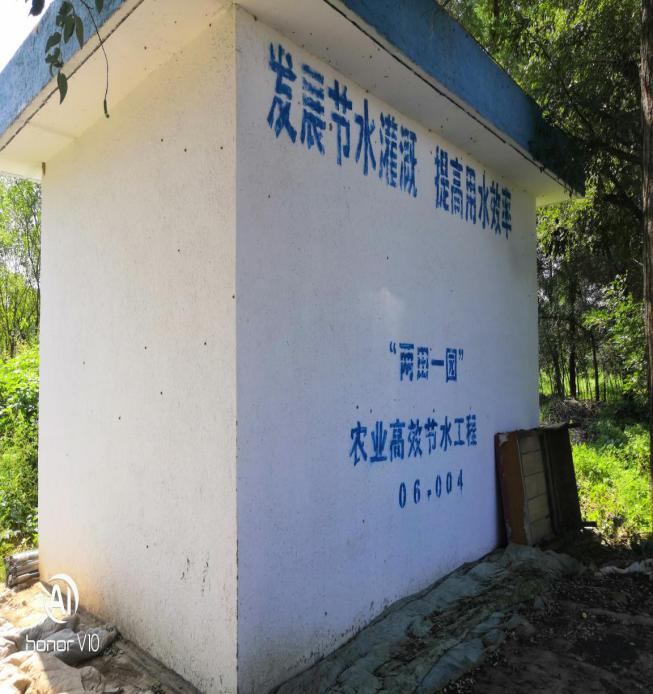 发展节水灌溉 提高用水效率
“两田一园”
农业高效节水工程
06.004
AI
honor V10